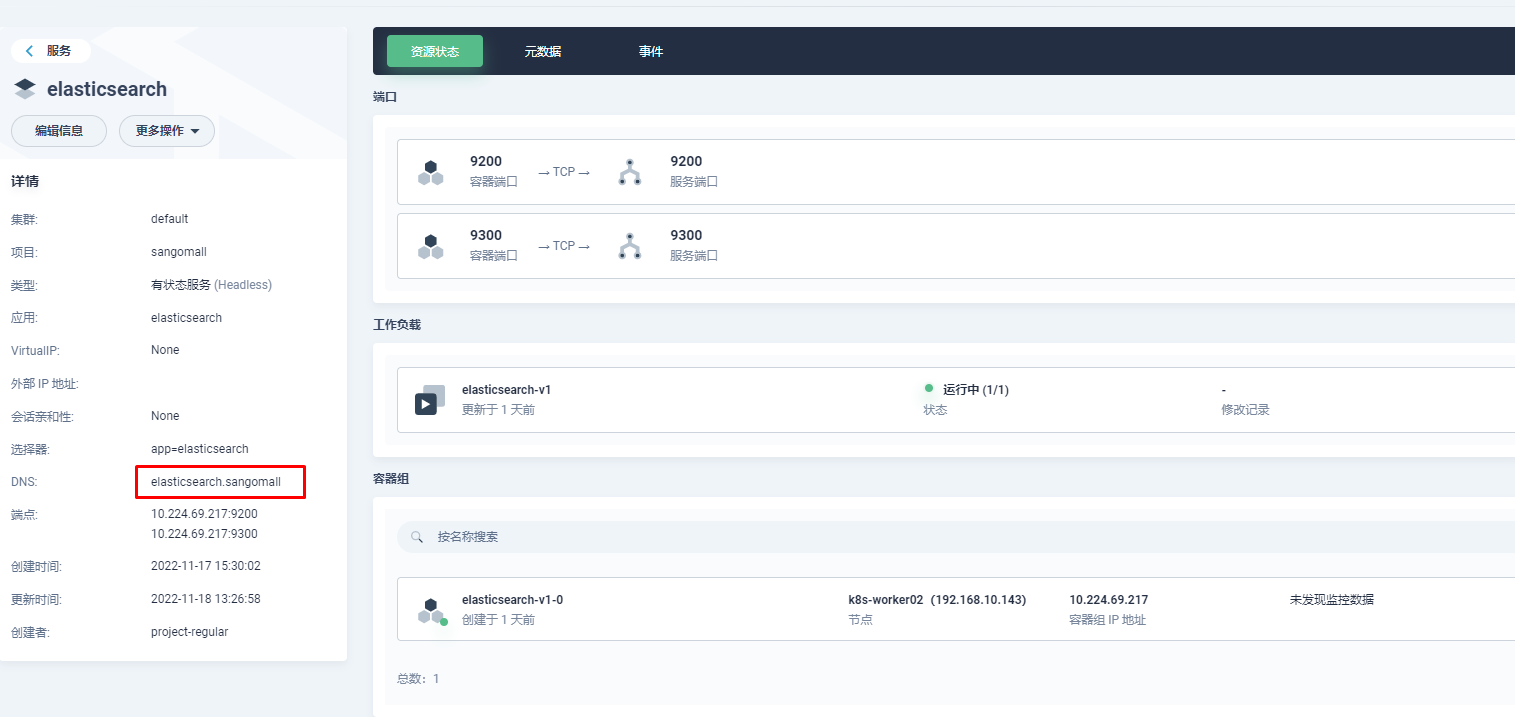 服务
elasticsearch
编辑信息 更多操作
详情
集群: default
项目: sangomall
类型: 有状态服务 (Headless)
应用: elasticsearch
VirtualIP: None
外部 IP 地址:
会话亲和性: None
选择器: app=elasticsearch
DNS: elasticsearch.sangomall
端点: 10.224.69.217:9200
10.224.69.217:9300
创建时间: 2022-11-17 15:30:02
更新时间: 2022-11-18 13:26:58
创建者: project-regular
资源状态 元数据 事件
端口
9200 → TCP → 9200
容器端口 服务端口
9300 → TCP → 9300
容器端口 服务端口
工作负载
elasticsearch-v1 运行中 (1/1) -
更新于 1 天前 状态 修改记录
容器组
按名称搜索
elasticsearch-v1-0 k8s-worker02 (192.168.10.143) 10.224.69.217 未发现监控数据
创建于 1 天前 节点 容器组 IP 地址
总数: 1